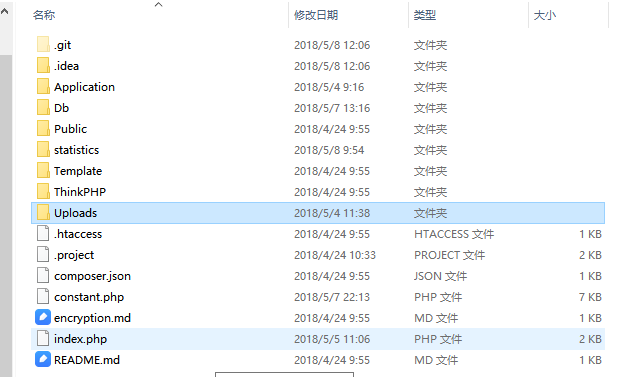 名称 修改日期 类型 大小
.git 2018/5/8 12:06 文件夹
.idea 2018/5/8 12:06 文件夹
Application 2018/5/4 9:16 文件夹
Db 2018/5/7 13:16 文件夹
Public 2018/4/24 9:55 文件夹
statistics 2018/5/8 9:54 文件夹
Template 2018/4/24 9:55 文件夹
ThinkPHP 2018/4/24 9:55 文件夹
Uploads 2018/5/4 11:38 文件夹
.htaccess 2018/4/24 9:55 HTACCESS 文件 1 KB
.project 2018/4/24 10:33 PROJECT 文件 2 KB
composer.json 2018/4/24 9:55 JSON 文件 1 KB
constant.php 2018/5/7 22:13 PHP 文件 7 KB
encryption.md 2018/4/24 9:55 MD 文件 1 KB
index.php 2018/5/5 11:06 PHP 文件 2 KB
README.md 2018/4/24 9:55 MD 文件 1 KB